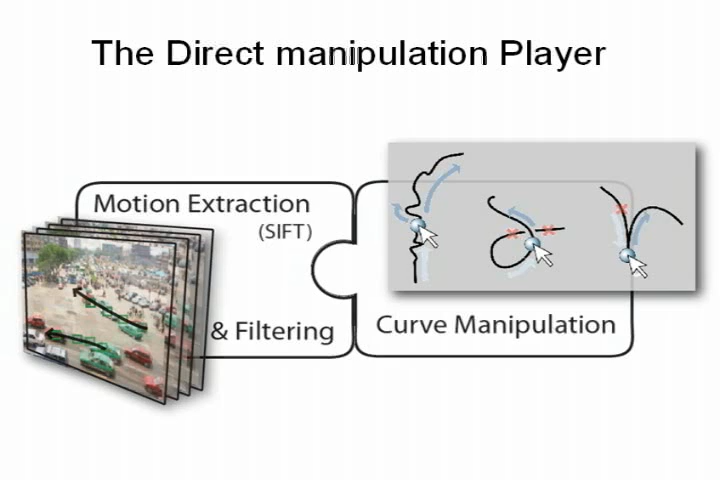 The Direct manipulation Player
Motion Extraction
(SIFT)
& Filtering
Curve Manipulation